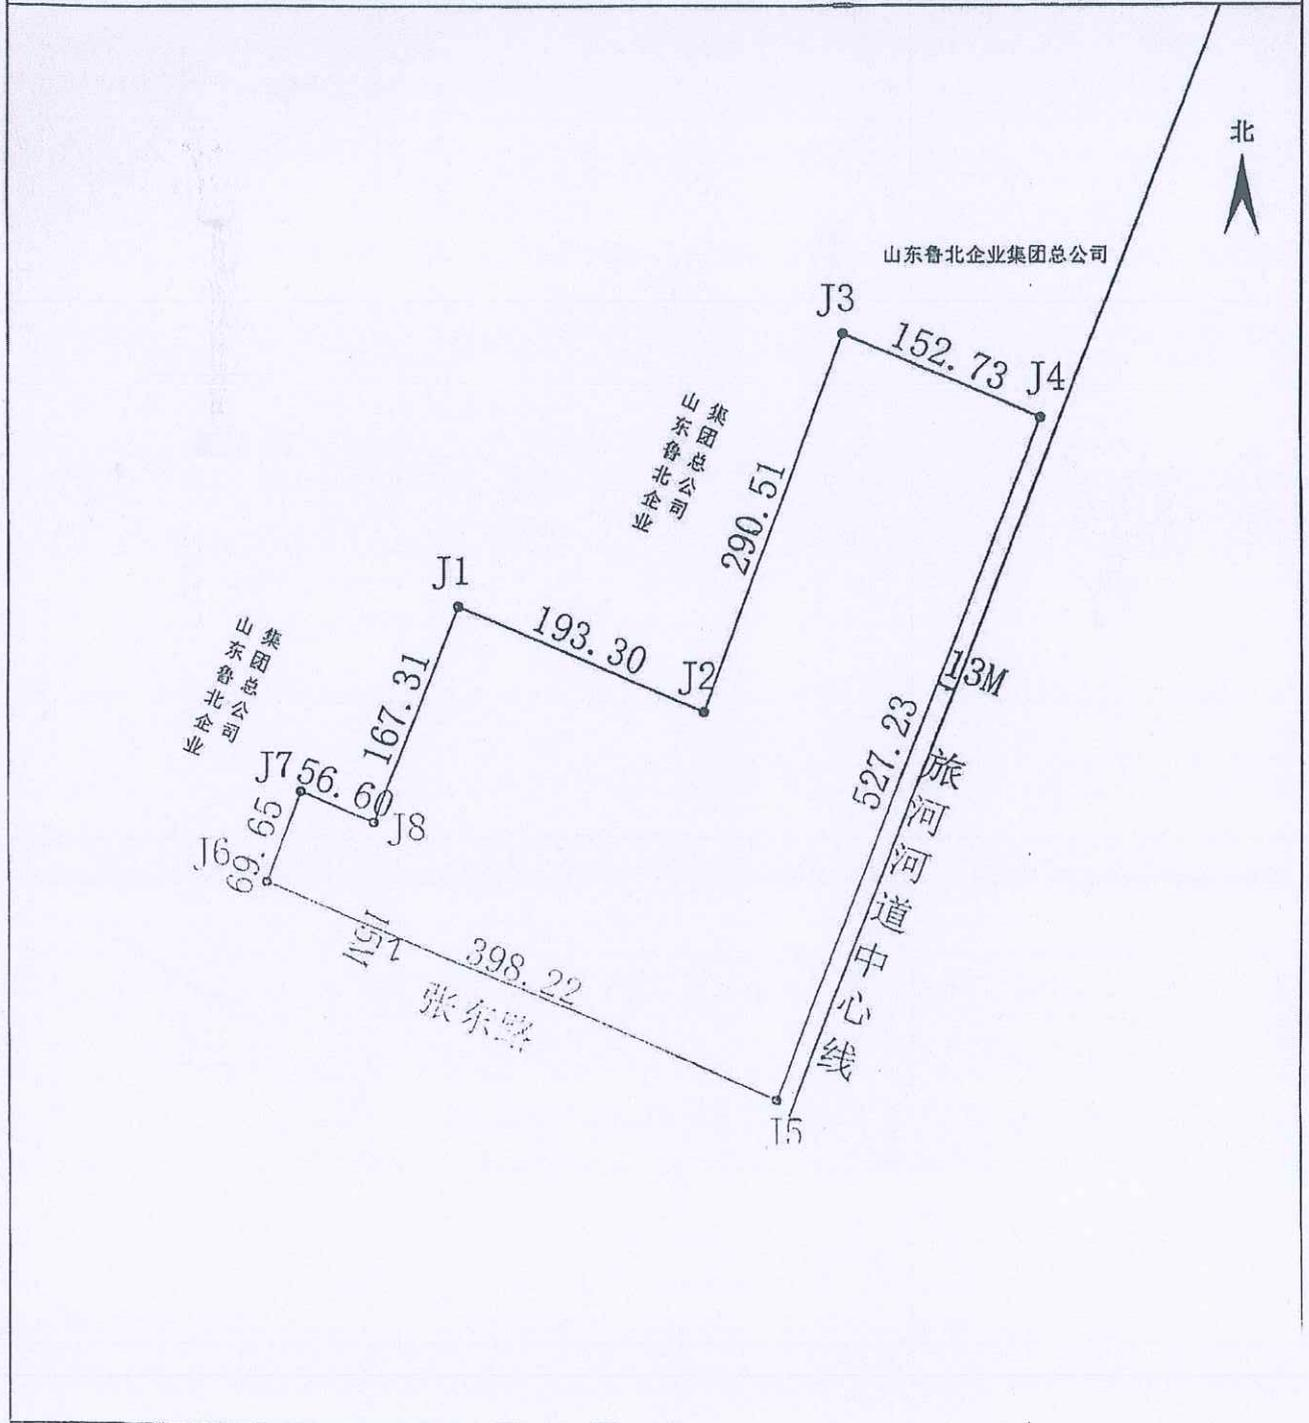 北
山东鲁北企业集团总公司
J3
152.73
J4
山东鲁北企业
集团总公司
290.51
J1
193.30
J2
167.31
山东鲁北企业
集团总公司
13M
527.23
J7
56.60
旅河河道中心线
J8
69.65
J6
15M
398.22
张东路
J5